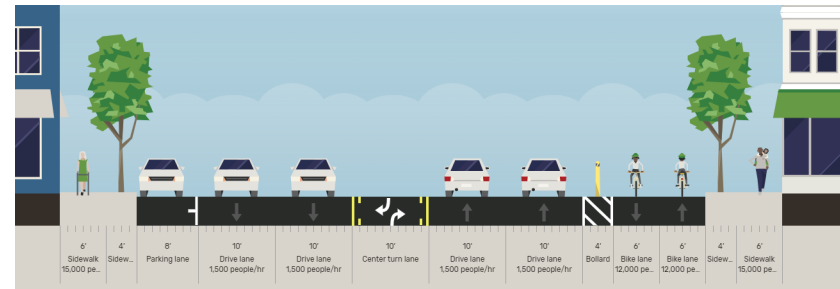 6'
Sidewalk
15,000 pe...
4'
Sidew...
8'
Parking lane
10'
Drive lane
1,500 people/hr
10'
Drive lane
1,500 people/hr
10'
Center turn lane
10'
Drive lane
1,500 people/hr
10'
Drive lane
1,500 people/hr
4'
Bollard
6'
Bike lane
12,000 pe...
6'
Bike lane
12,000 pe...
4'
Sidew...
6'
Sidewalk
15,000 pe...